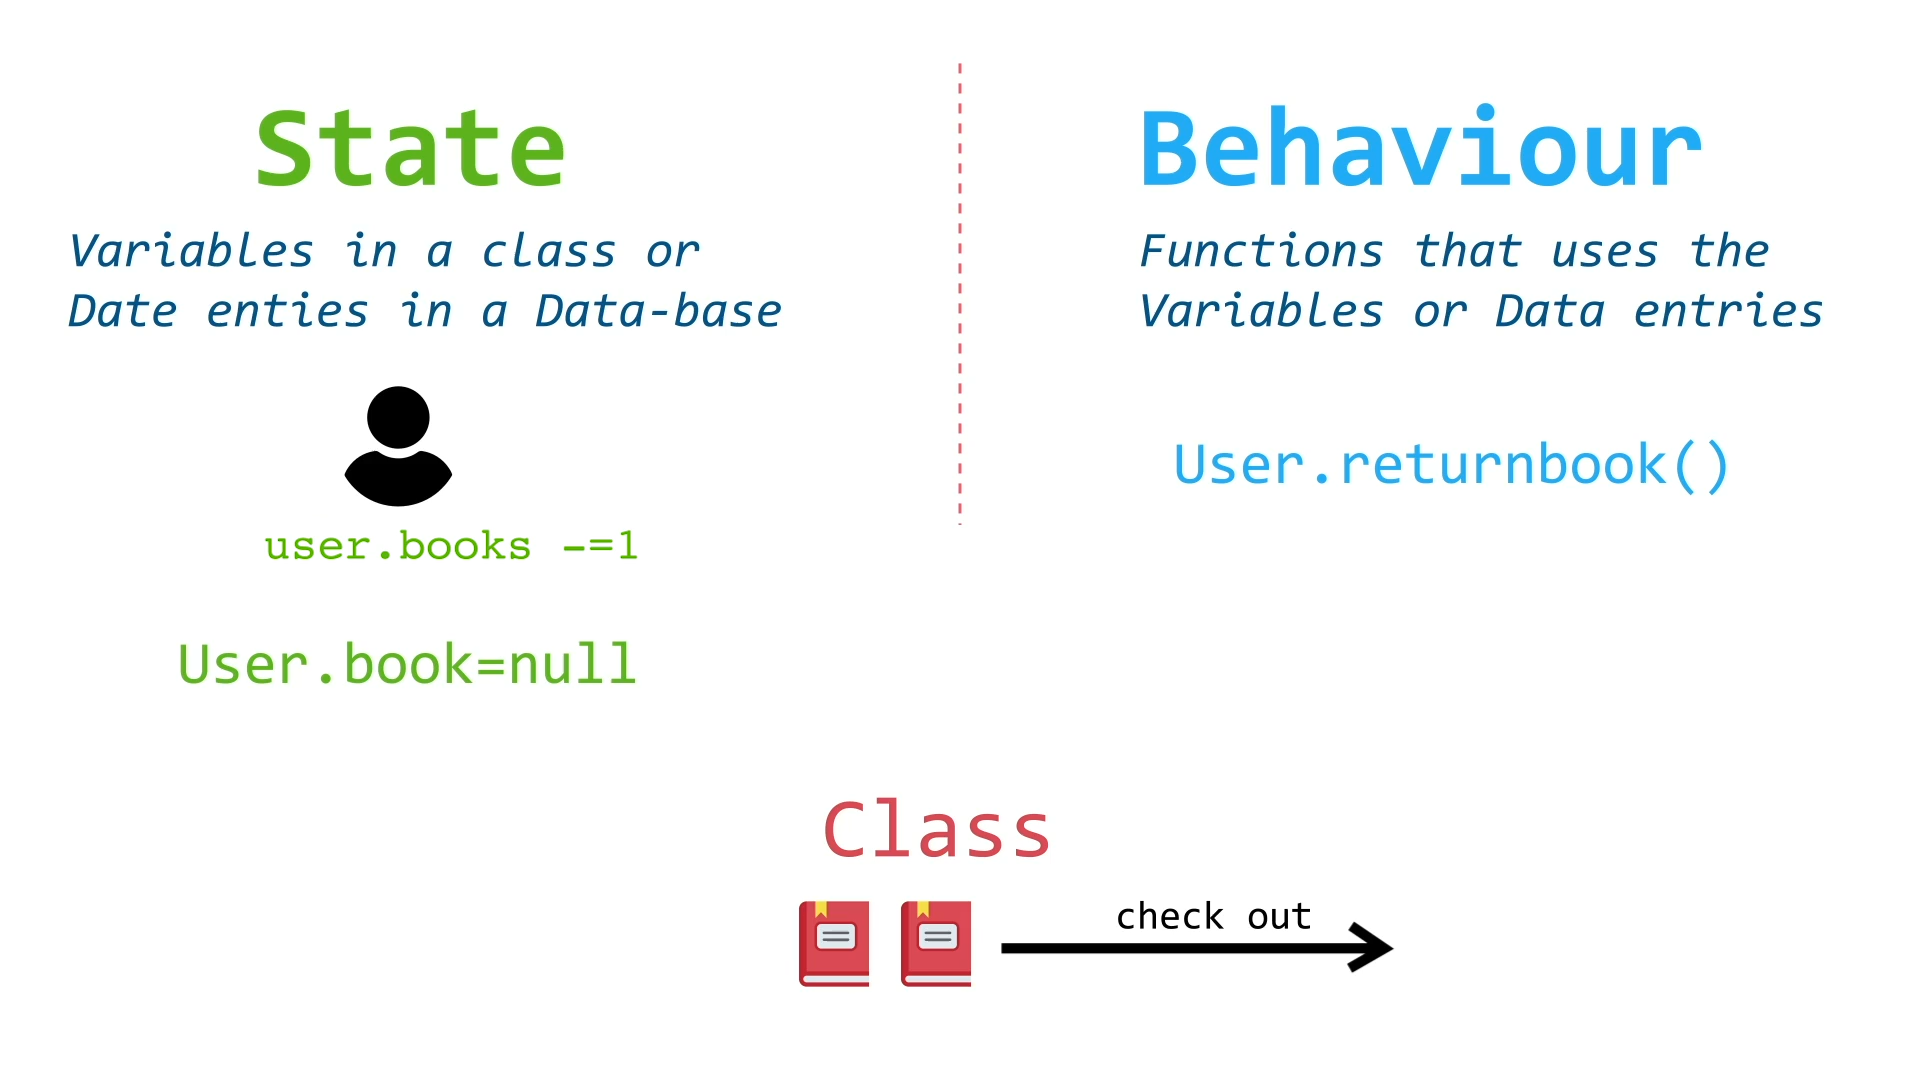 State
Variables in a class or
Date enties in a Data-base
user.books -=1
User.book=null
Behaviour
Functions that uses the
Variables or Data entries
User.returnbook()
Class
check out